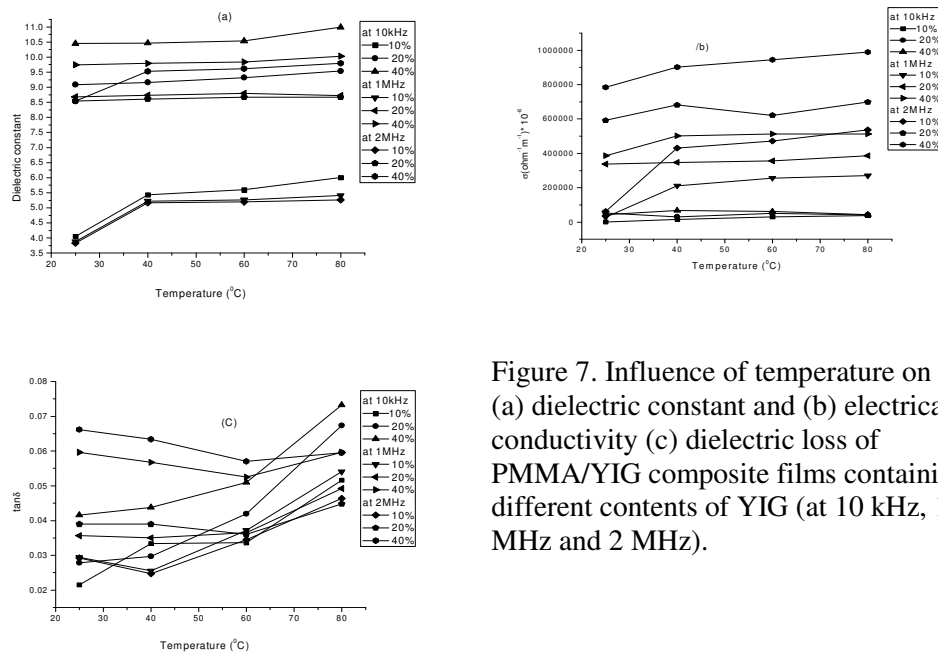 (a)
11.0
10.5
10.0
9.5
9.0
8.5
8.0
7.5
7.0
6.5
6.0
5.5
5.0
4.5
4.0
3.5
Dielectric constant
20 30 40 50 60 70 80
Temperature (⁰C)
at 10kHz
10%
20%
40%
at 1MHz
10%
20%
40%
at 2MHz
10%
20%
40%
/b)
1000000
800000
600000
400000
200000
0
σ(ohm⁻¹m⁻¹)* 10⁻⁶
20 30 40 50 60 70 80
Temperature (⁰C)
at 10kHz
10%
20%
40%
at 1MHz
10%
20%
40%
at 2MHz
10%
20%
40%
(C)
0.08
0.07
0.06
0.05
0.04
0.03
0.02
tanδ
20 30 40 50 60 70 80
Temperature (⁰C)
at 10kHz
10%
20%
40%
at 1MHz
10%
20%
40%
at 2MHz
10%
20%
40%
Figure 7. Influence of temperature on
(a) dielectric constant and (b) electrica
conductivity (c) dielectric loss of
PMMA/YIG composite films containi
different contents of YIG (at 10 kHz,
MHz and 2 MHz).